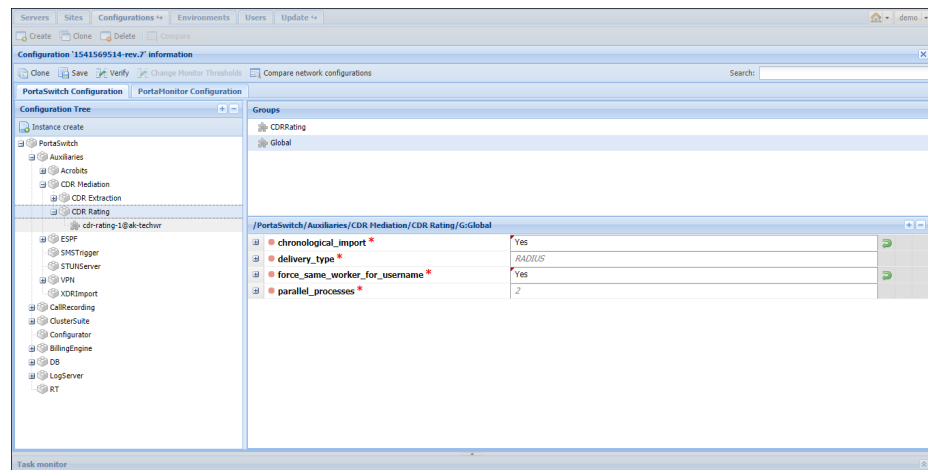 Servers Sites Configurations Environments Users Update demo
Create Clone Delete Compare
Configuration '1541569514-rev.7' information
Clone Save Verify Change Monitor Thresholds Compare network configurations Search:
PortaSwitch Configuration PortaMonitor Configuration
Configuration Tree
Instance create
PortaSwitch
Auxiliaries
Acrobits
CDR Mediation
CDR Extraction
CDR Rating
cdr-rating-1@ak-techwr
ESPF
SMSTrigger
STUNServer
VPN
XDRImport
CallRecording
ClusterSuite
Configurator
BillingEngine
DB
LogServer
RT
Groups
CDRRating
Global
/PortaSwitch/Auxiliaries/CDR Mediation/CDR Rating/G:Global
chronological_import * Yes
delivery_type * RADIUS
force_same_worker_for_username * Yes
parallel_processes * 2
Task monitor